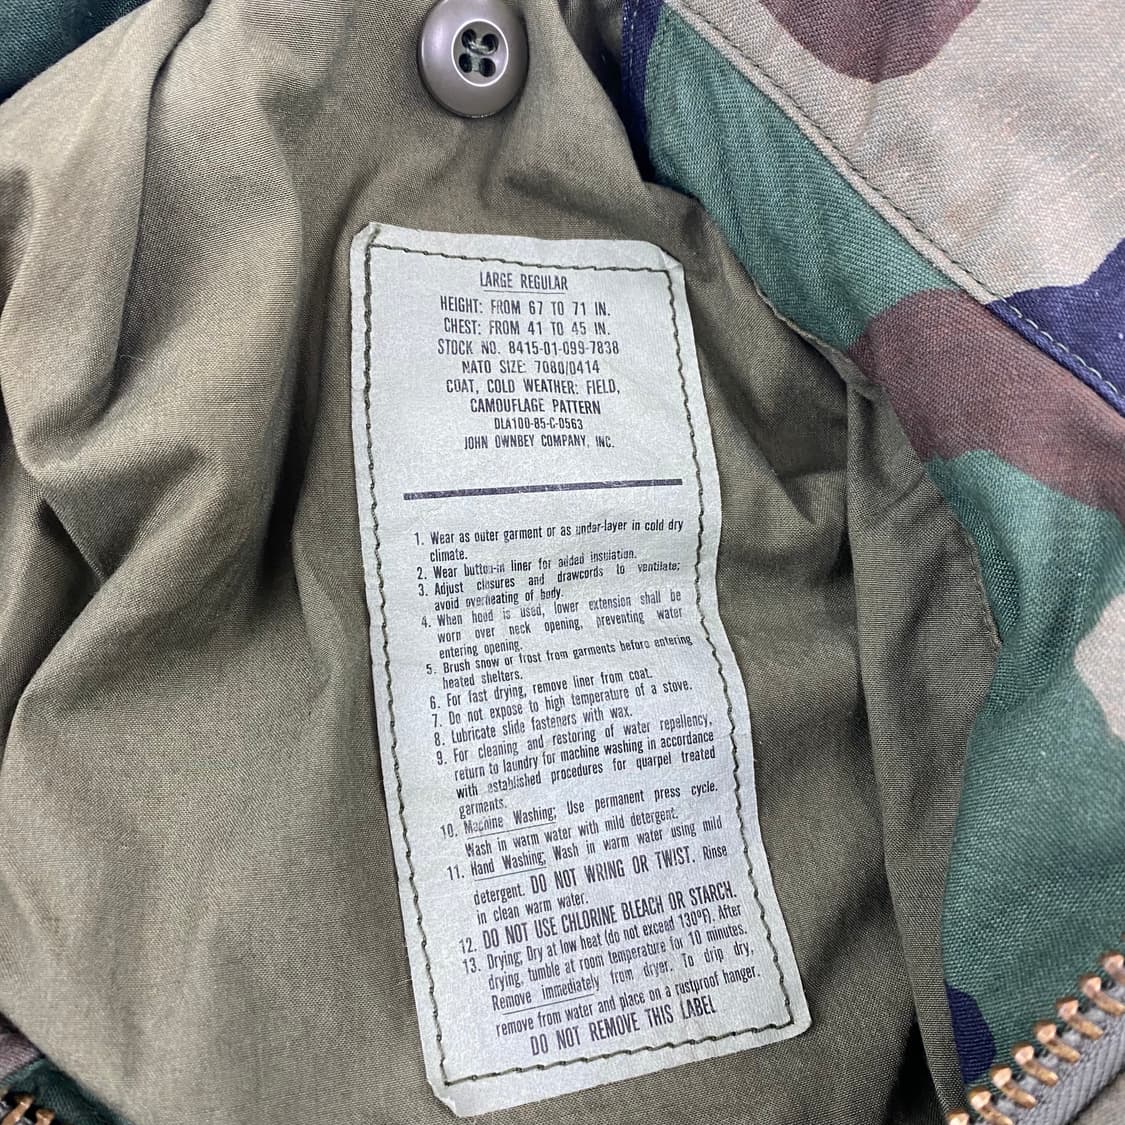 LARGE REGULAR
HEIGHT: FROM 67 TO 71 IN.
CHEST: FROM 41 TO 45 IN.
STOCK NO. 8415-01-099-7838
NATO SIZE: 7080/0414
COAT, COLD WEATHER: FIELD,
CAMOUFLAGE PATTERN
DLA100-85-C-0563
JOHN OWNBEY COMPANY, INC.
1. Wear as outer garment or as under-layer in cold dry
climate.
2. Wear button-in liner for added insulation.
3. Adjust closures and drawcords to ventilate;
avoid overheating of body.
4. When hood is used, lower extension shall be
worn over neck opening, preventing water
entering opening.
5. Brush snow or frost from garments before entering
heated shelters.
6. For fast drying, remove liner from coat.
7. Do not expose to high temperature of a stove.
8. Lubricate slide fasteners with wax.
9. For cleaning and restoring of water repellency,
return to laundry for machine washing in accordance
with established procedures for quarpel treated
garments.
10. Machine Washing; Use permanent press cycle.
Wash in warm water with mild detergent.
11. Hand Washing; Wash in warm water using mild
detergent. DO NOT WRING OR TWIST. Rinse
in clean warm water.
12. DO NOT USE CHLORINE BLEACH OR STARCH.
13. Drying; Dry at low heat (do not exceed 130°F). After
drying, tumble at room temperature for 10 minutes.
Remove immediately from dryer. To drip dry,
remove from water and place on a rustproof hanger.
DO NOT REMOVE THIS LABEL